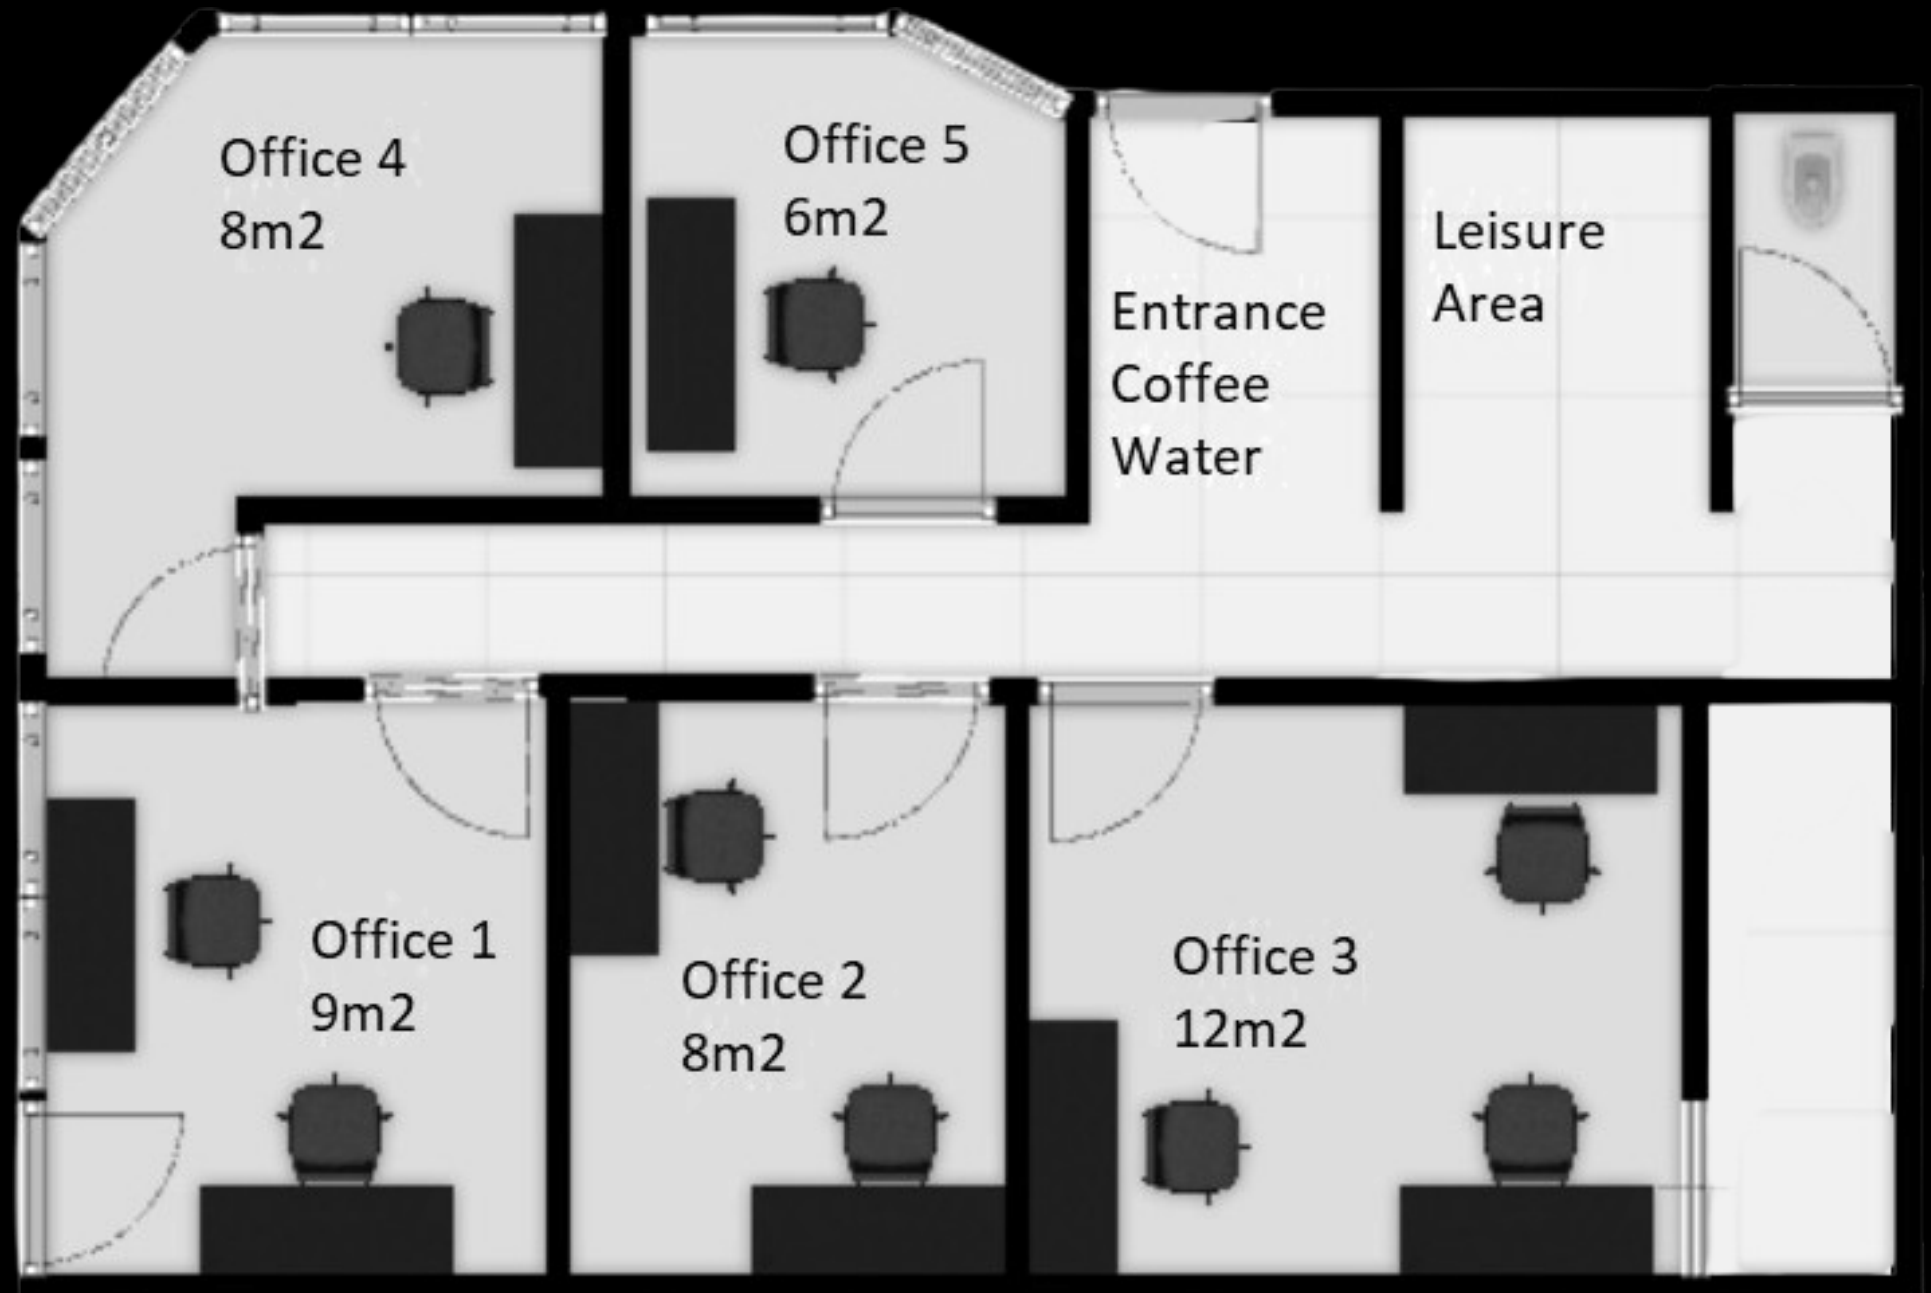 Office 4
8m2
Office 5
6m2
Entrance
Coffee
Water
Leisure
Area
Office 1
9m2
Office 2
8m2
Office 3
12m2